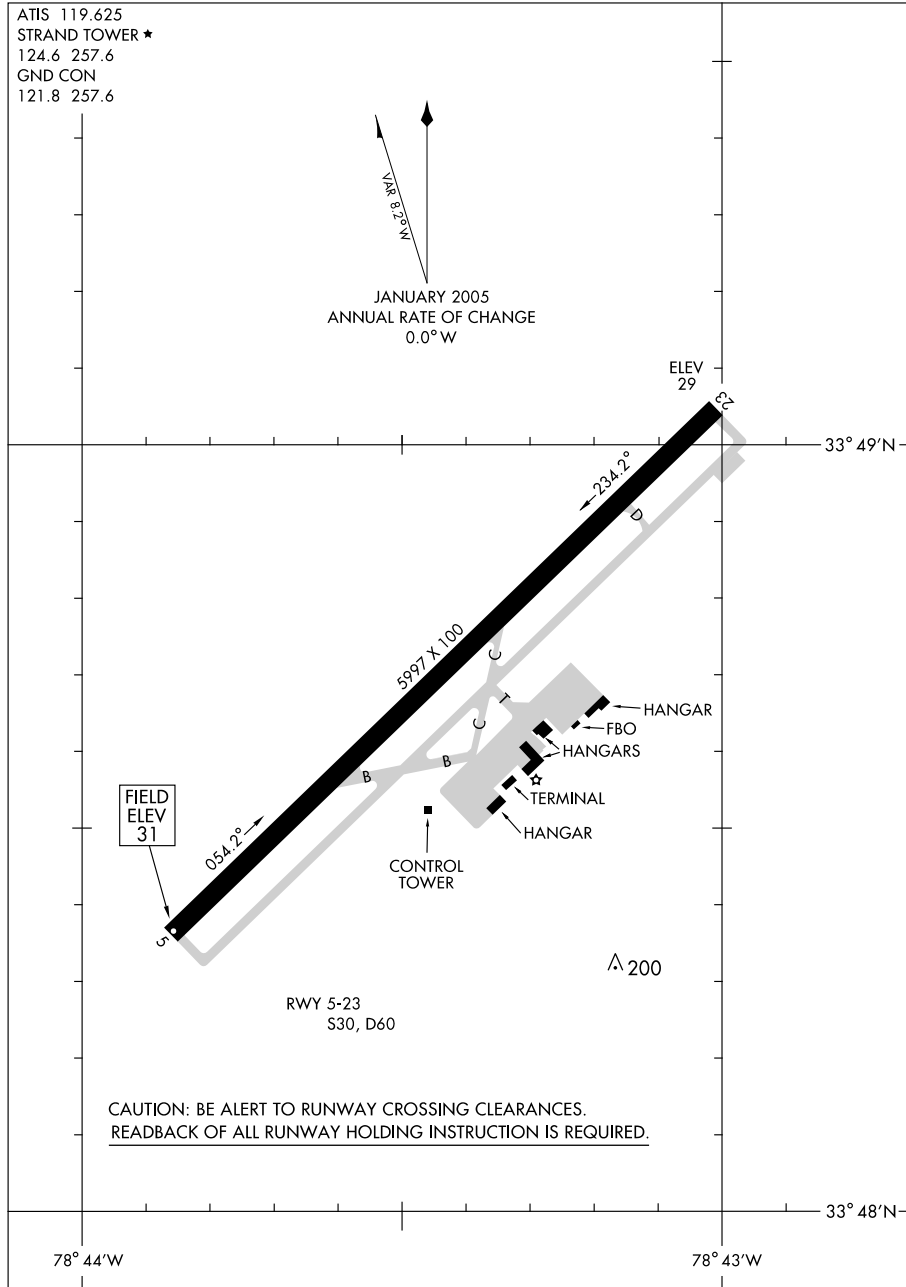 ATIS 119.625
STRAND TOWER ★
124.6 257.6
GND CON
121.8 257.6
VAR 8.2° W
JANUARY 2005
ANNUAL RATE OF CHANGE
0.0° W
ELEV
29
23
33° 49'N
234.2°
D
5997 X 100
C
T
C
HANGAR
FBO
HANGARS
B
B
TERMINAL
HANGAR
FIELD
ELEV
31
054.2°
CONTROL
TOWER
5
200
RWY 5-23
S30, D60
CAUTION: BE ALERT TO RUNWAY CROSSING CLEARANCES.
READBACK OF ALL RUNWAY HOLDING INSTRUCTION IS REQUIRED.
33° 48'N
78° 44'W
78° 43'W